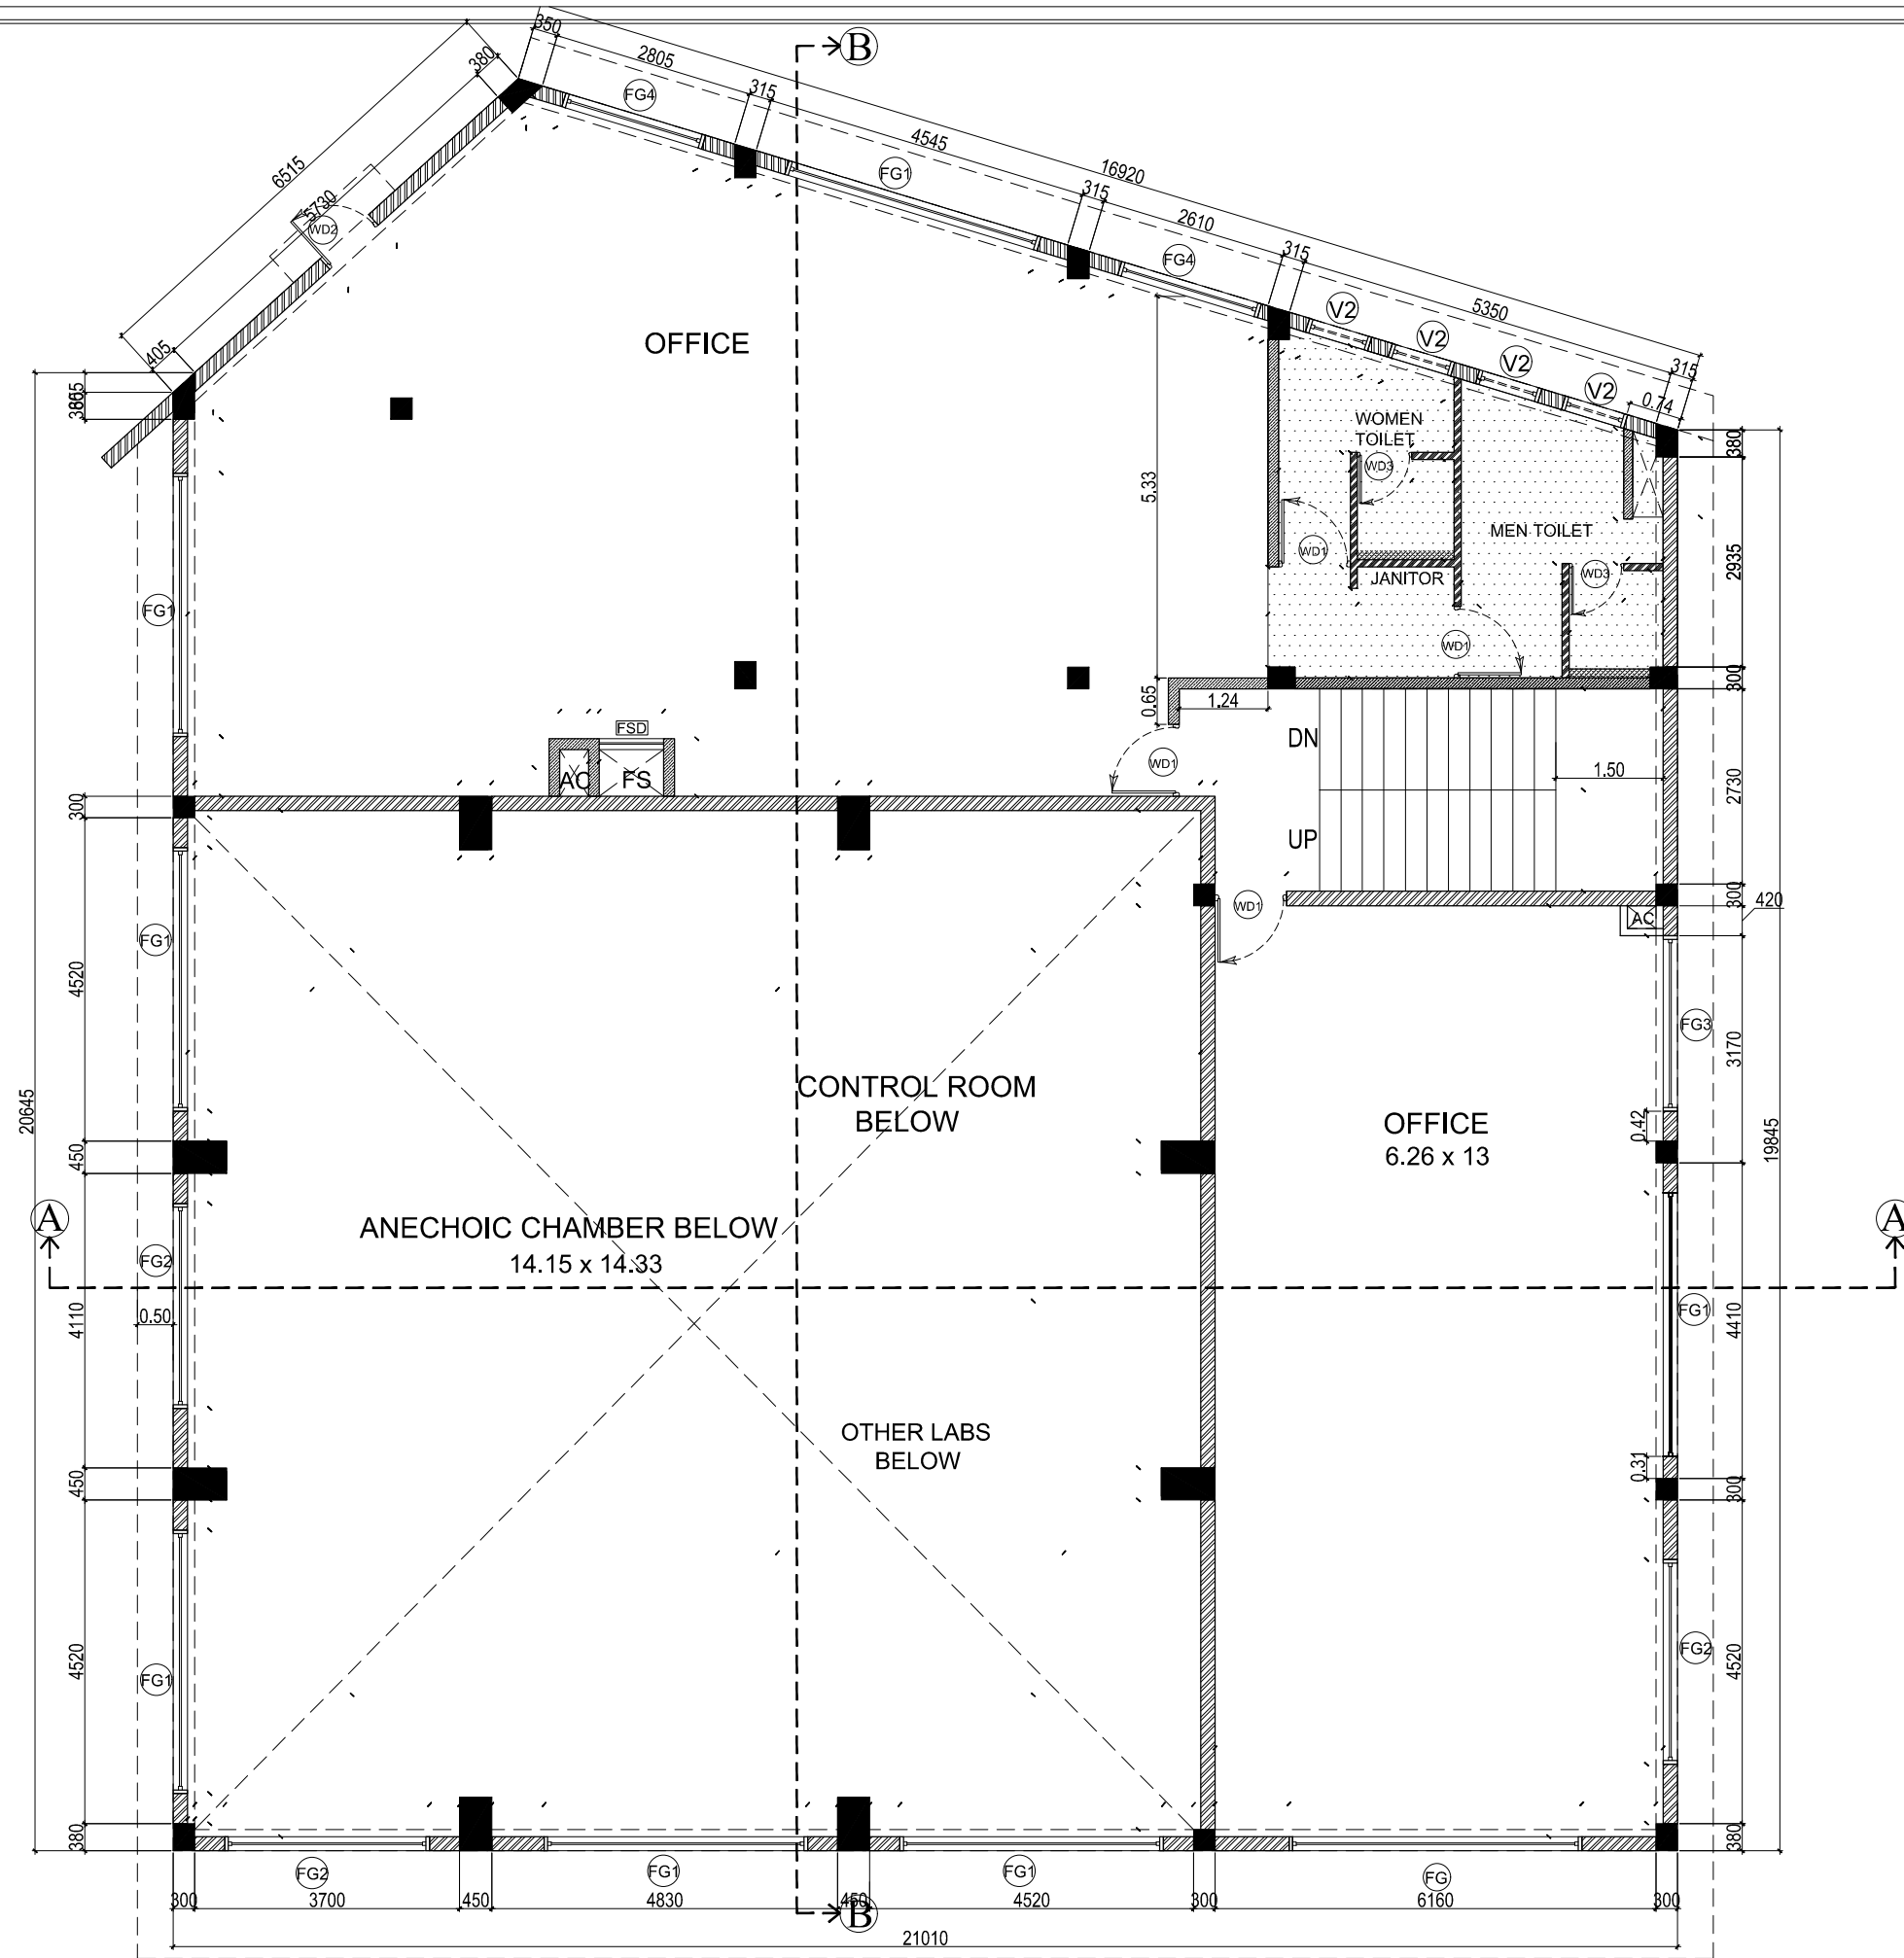 350
B
380
2805
FG4
315
4545
6515
FG1
16920
315
5730
2610
WD2
FG4
315
V2
5350
V2
OFFICE
405
V2
315
V2
0.74
385
WOMEN
TOILET
380
WD3
5.33
MEN TOILET
2935
WD1
JANITOR
WD3
FG1
WD1
300
0.65
1.24
FSD
DN
WD1
1.50
AC
FS
2730
300
UP
WD1
300
420
AC
FG1
4520
FG3
3170
CONTROL ROOM
BELOW
OFFICE
6.26 x 13
0.42
20645
19845
450
A
A
ANECHOIC CHAMBER BELOW
14.15 x 14.33
FG2
0.50
4110
FG1
4410
OTHER LABS
BELOW
0.31
450
300
FG1
4520
FG2
4520
380
380
FG2
FG1
FG1
FG
300
3700
450
4830
450
4520
300
6160
300
B
21010